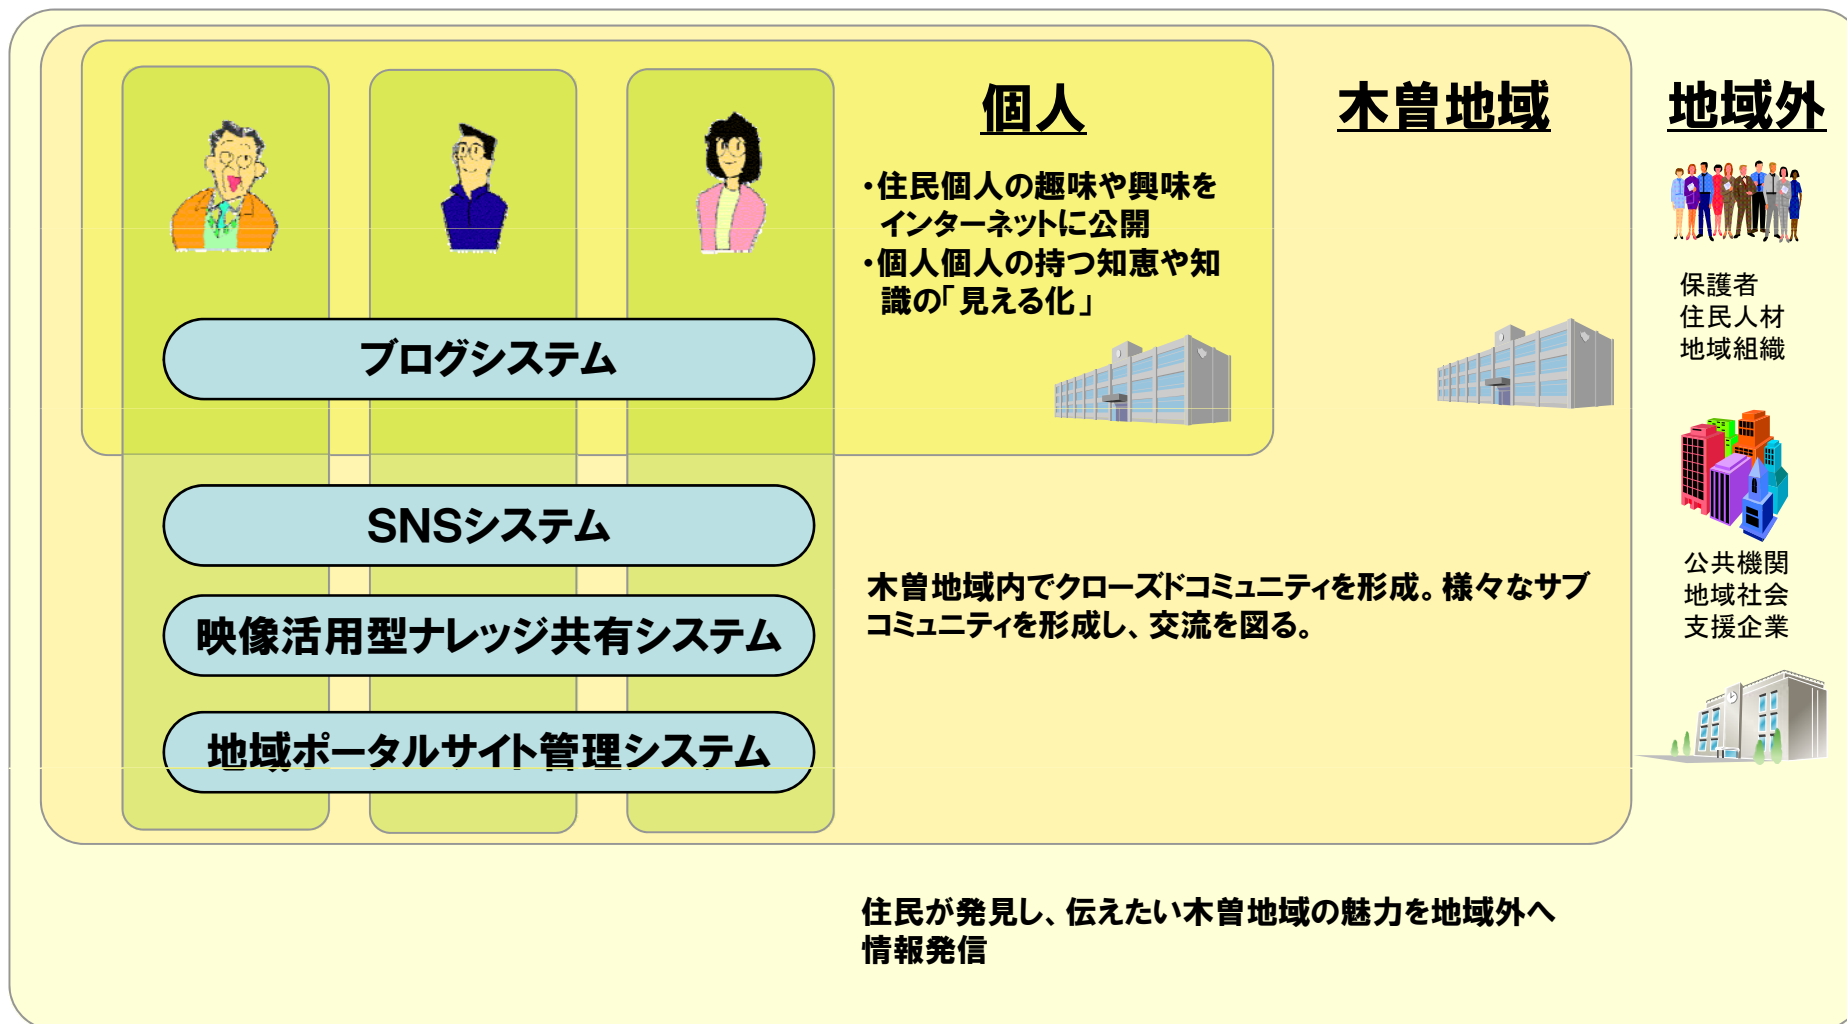 個人
木曽地域
地域外
・住民個人の趣味や興味を
インターネットに公開
・個人個人の持つ知恵や知
識の「見える化」
保護者
住民人材
地域組織
ブログシステム
SNSシステム
映像活用型ナレッジ共有システム
地域ポータルサイト管理システム
木曽地域内でクローズドコミュニティを形成。様々なサブ
コミュニティを形成し、交流を図る。
公共機関
地域社会
支援企業
住民が発見し、伝えたい木曽地域の魅力を地域外へ
情報発信